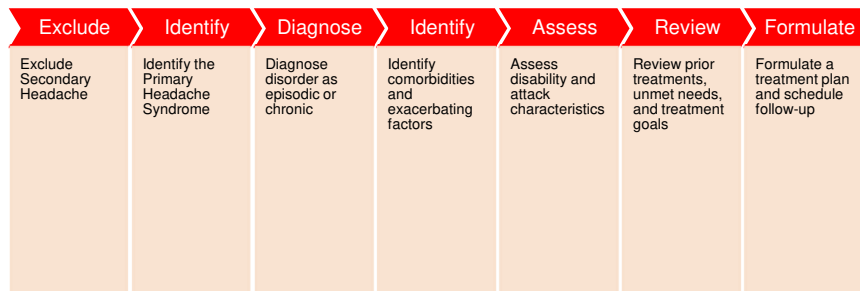 Exclude
Identify
Diagnose
Identify
Assess
Review
Formulate
Exclude
Secondary
Headache
Identify the
Primary
Headache
Syndrome
Diagnose
disorder as
episodic or
chronic
Identify
comorbidities
and
exacerbating
factors
Assess
disability and
attack
characteristics
Review prior
treatments,
unmet needs,
and treatment
goals
Formulate a
treatment plan
and schedule
follow-up